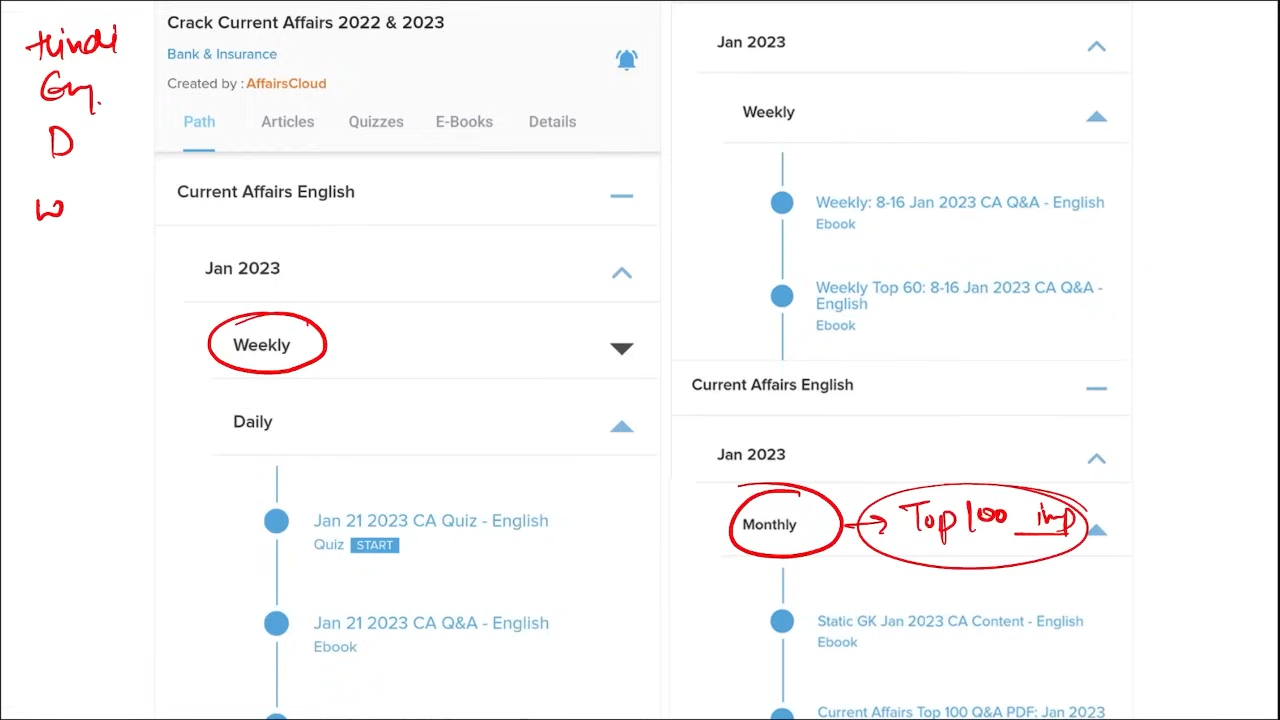 Hindi
Eng.
D
W
Crack Current Affairs 2022 & 2023
Bank & Insurance
Created by : AffairsCloud
Path Articles Quizzes E-Books Details
Current Affairs English
Jan 2023
Weekly
Daily
Jan 21 2023 CA Quiz - English
Quiz START
Jan 21 2023 CA Q&A - English
Ebook
Jan 2023
Weekly
Weekly: 8-16 Jan 2023 CA Q&A - English
Ebook
Weekly Top 60: 8-16 Jan 2023 CA Q&A -
English
Ebook
Current Affairs English
Jan 2023
Monthly → Top 100 imp
Static GK Jan 2023 CA Content - English
Ebook
Current Affairs Top 100 Q&A PDF: Jan 2023